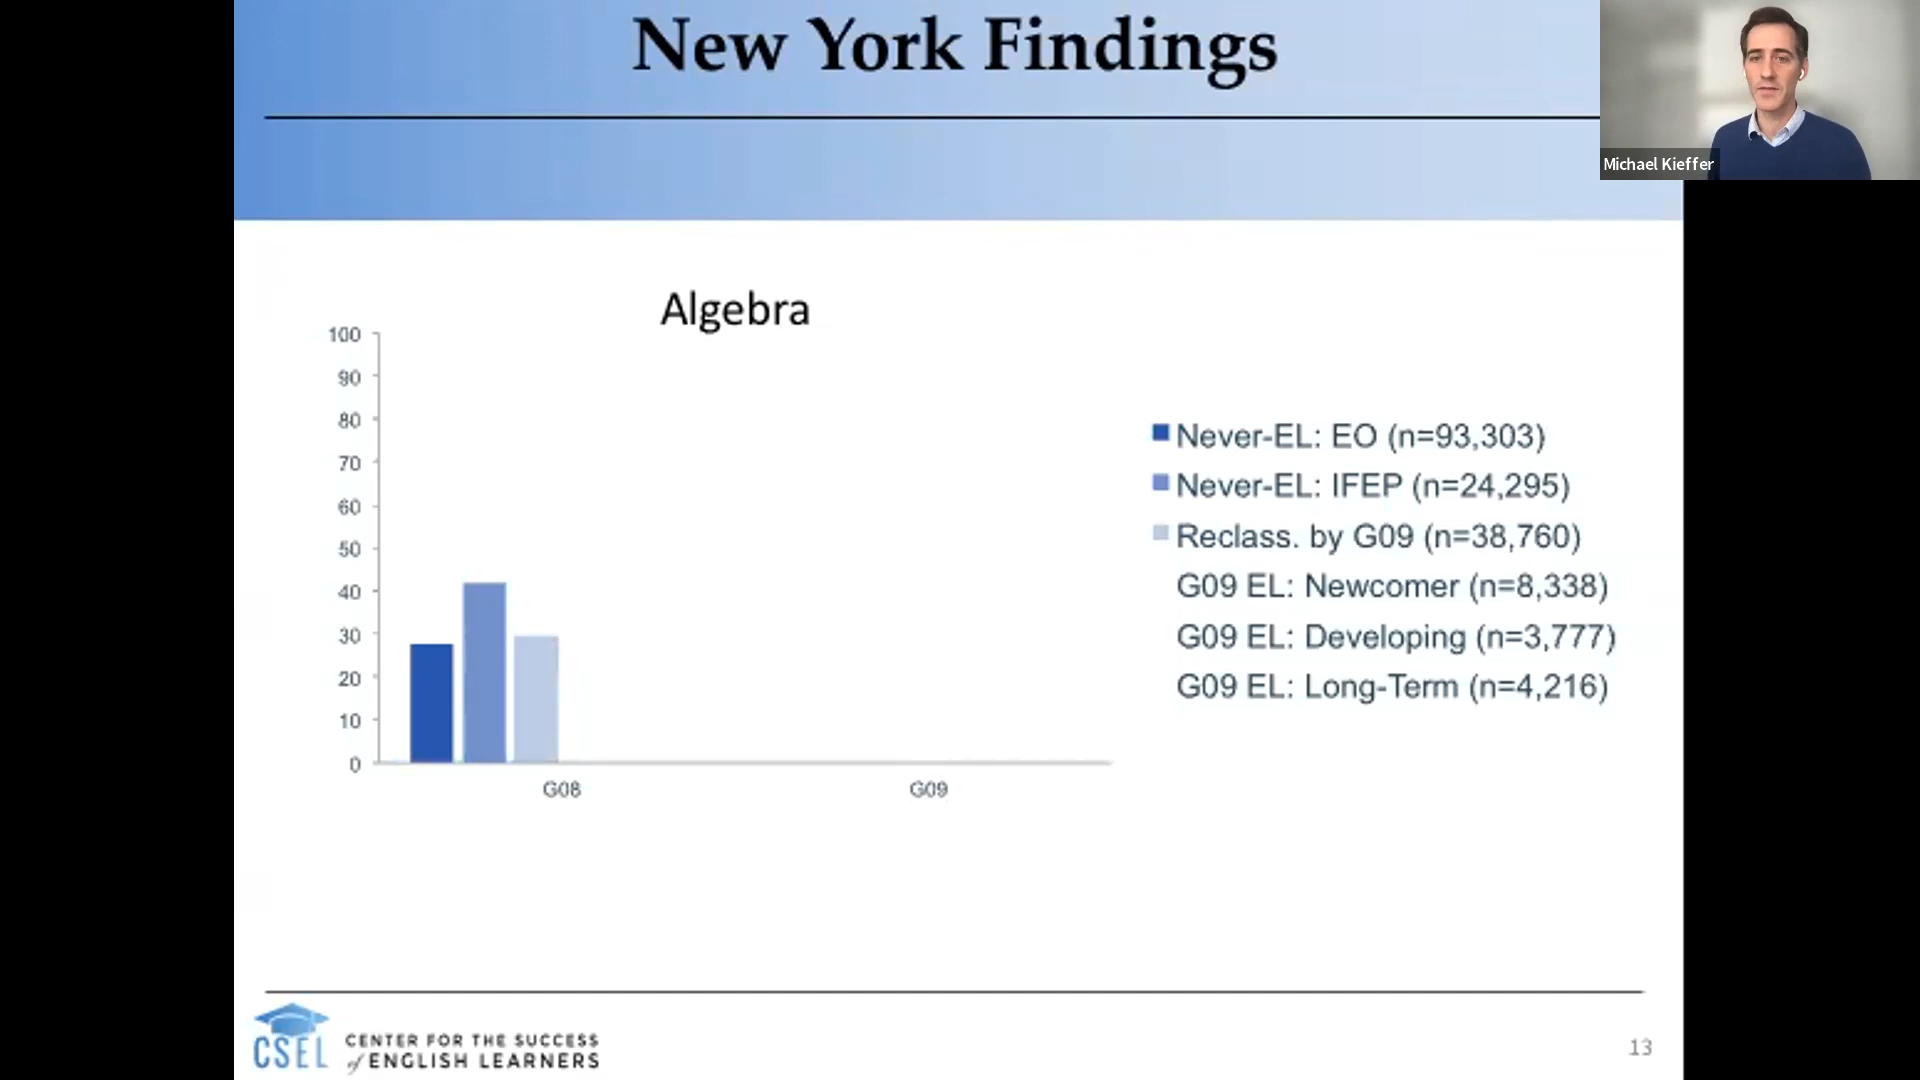 New York Findings
Michael Kieffer
Algebra
100
90
80
70
60
50
40
30
20
10
0
G08
G09
Never-EL: EO (n=93,303)
Never-EL: IFEP (n=24,295)
Reclass. by G09 (n=38,760)
G09 EL: Newcomer (n=8,338)
G09 EL: Developing (n=3,777)
G09 EL: Long-Term (n=4,216)
CSEL
CENTER FOR THE SUCCESS
of ENGLISH LEARNERS
13